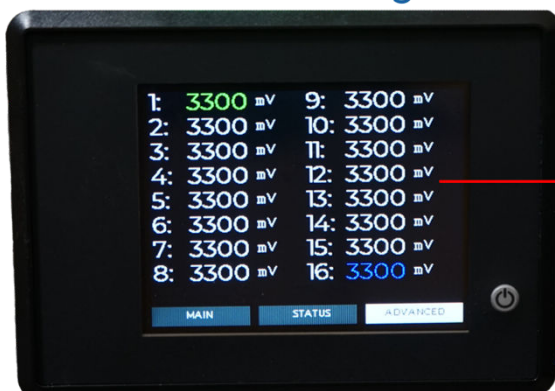 1: 3300 mV 9: 3300 mV
2: 3300 mV 10: 3300 mV
3: 3300 mV 11: 3300 mV
4: 3300 mV 12: 3300 mV
5: 3300 mV 13: 3300 mV
6: 3300 mV 14: 3300 mV
7: 3300 mV 15: 3300 mV
8: 3300 mV 16: 3300 mV
MAIN STATUS ADVANCED